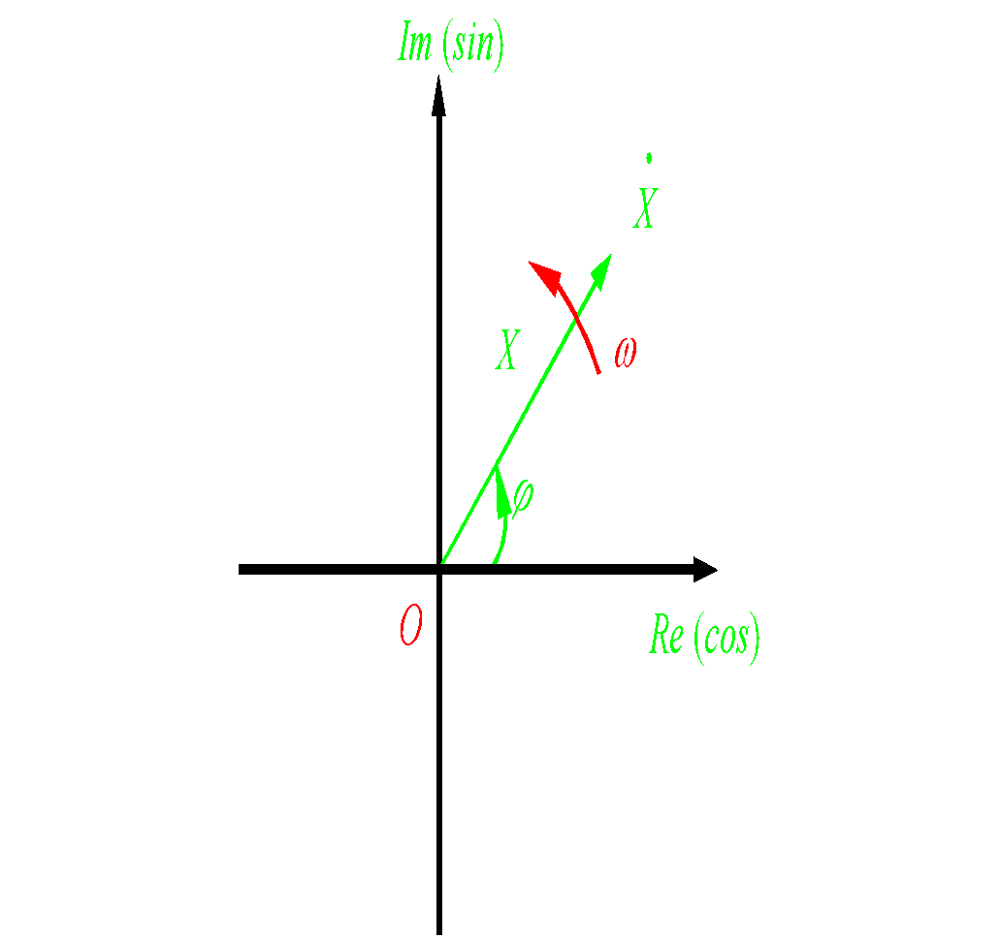 Im (sin)
Ẋ
X
ω
φ
O
Re (cos)